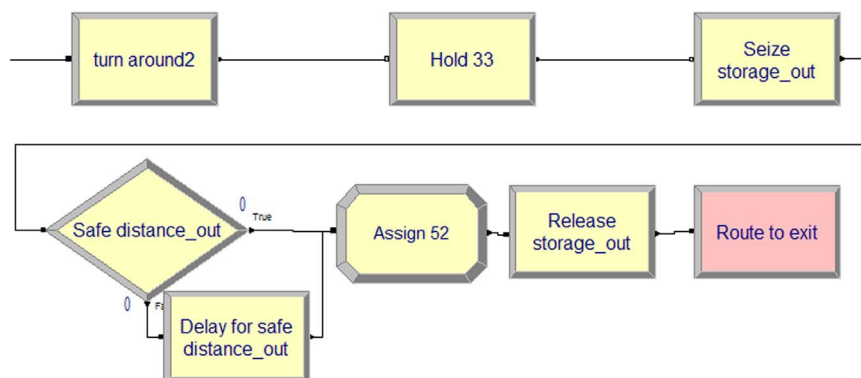 turn around2
Hold 33
Seize
storage_out
Safe distance_out
0
True
0
Fa
Delay for safe
distance_out
Assign 52
Release
storage_out
Route to exit